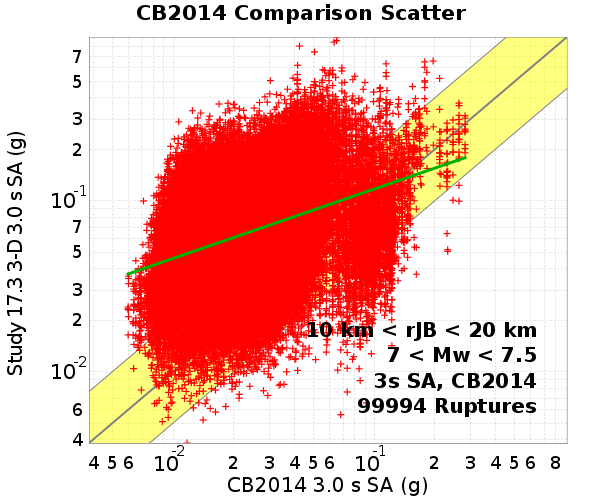 CB2014 Comparison Scatter
Study 17.3 3-D 3.0 s SA (g)
7
5
3
2
10-1
7
5
3
2
10-2
6
4
10 km < rJB < 20 km
7 < Mw < 7.5
3s SA, CB2014
99994 Ruptures
4 5 6 10-2 2 3 4 5 6 10-1 2 3 4 5 6 8
CB2014 3.0 s SA (g)